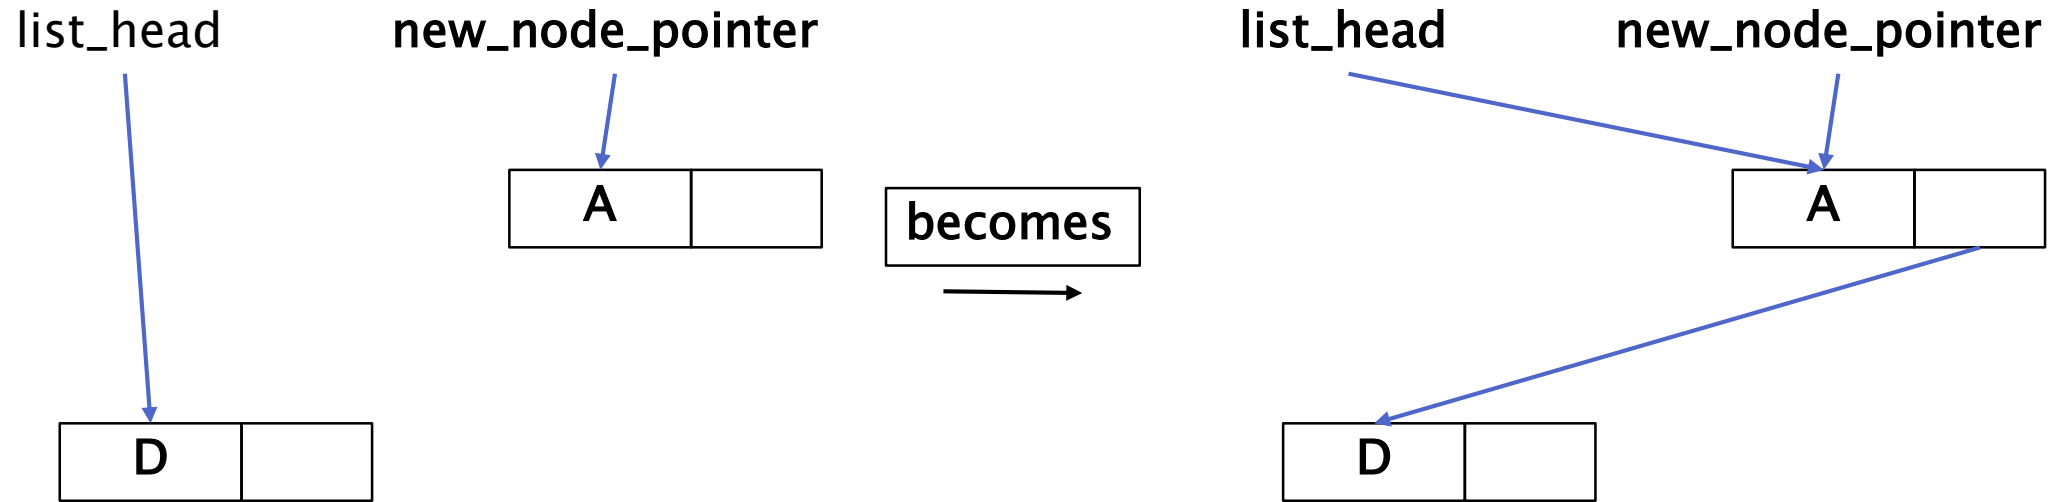 list_head new_node_pointer list_head new_node_pointer
A A
becomes
D D